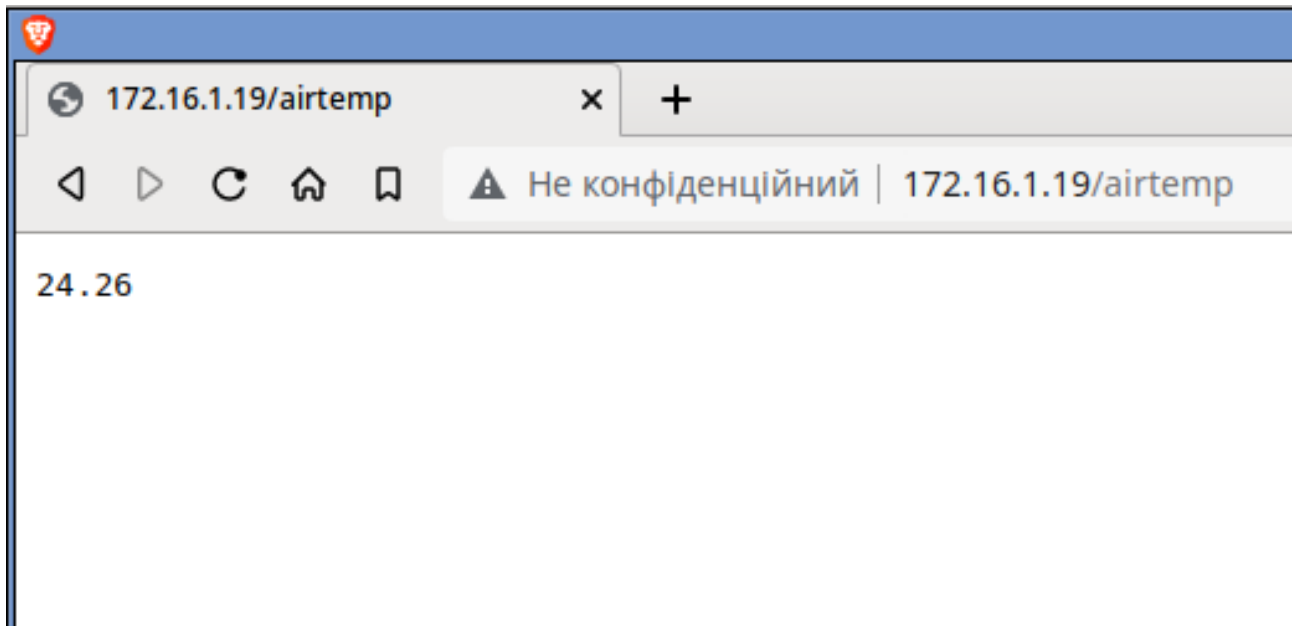 172.16.1.19/airtemp
Не конфіденційний 172.16.1.19/airtemp
24.26